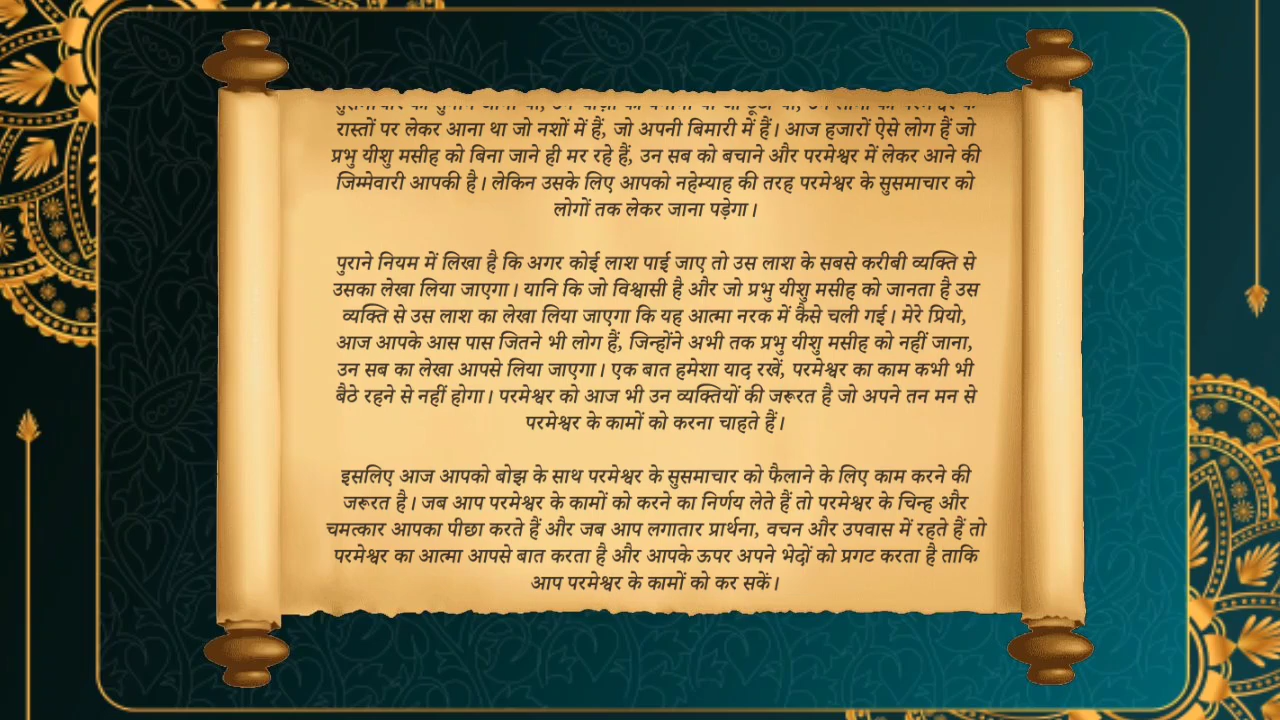 रास्तों पर लेकर आना था जो नशों में हैं, जो अपनी बिमारी में हैं। आज हजारों ऐसे लोग हैं जो
प्रभु यीशु मसीह को बिना जाने ही मर रहे हैं, उन सब को बचाने और परमेश्वर में लेकर आने की
जिम्मेवारी आपकी है। लेकिन उसके लिए आपको नहेम्याह की तरह परमेश्वर के सुसमाचार को
लोगों तक लेकर जाना पड़ेगा।
पुराने नियम में लिखा है कि अगर कोई लाश पाई जाए तो उस लाश के सबसे करीबी व्यक्ति से
उसका लेखा लिया जाएगा। यानि कि जो विश्वासी है और जो प्रभु यीशु मसीह को जानता है उस
व्यक्ति से उस लाश का लेखा लिया जाएगा कि यह आत्मा नरक में कैसे चली गई। मेरे प्रियो,
आज आपके आस पास जितने भी लोग हैं, जिन्होंने अभी तक प्रभु यीशु मसीह को नहीं जाना,
उन सब का लेखा आपसे लिया जाएगा। एक बात हमेशा याद रखें, परमेश्वर का काम कभी भी
बैठे रहने से नहीं होगा। परमेश्वर को आज भी उन व्यक्तियों की जरूरत है जो अपने तन मन से
परमेश्वर के कामों को करना चाहते हैं।
इसलिए आज आपको बोझ के साथ परमेश्वर के सुसमाचार को फैलाने के लिए काम करने की
जरूरत है। जब आप परमेश्वर के कामों को करने का निर्णय लेते हैं तो परमेश्वर के चिन्ह और
चमत्कार आपका पीछा करते हैं और जब आप लगातार प्रार्थना, वचन और उपवास में रहते हैं तो
परमेश्वर का आत्मा आपसे बात करता है और आपके ऊपर अपने भेदों को प्रगट करता है ताकि
आप परमेश्वर के कामों को कर सकें।